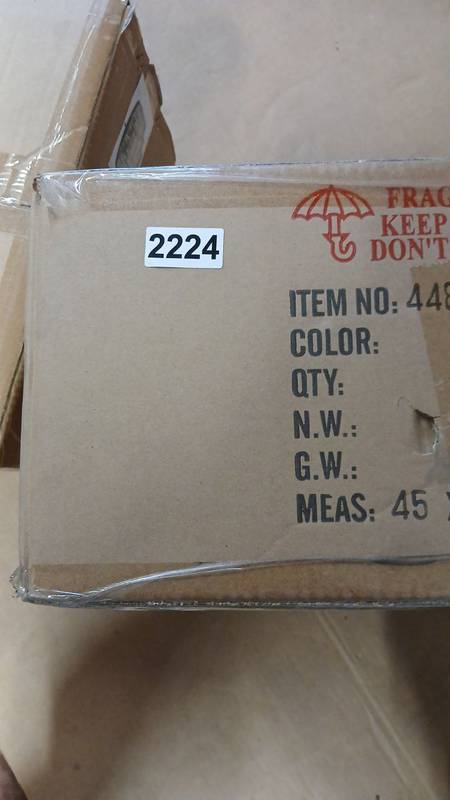 2224
FRAG
KEEP
DON'T
ITEM NO: 448
COLOR:
QTY:
N.W.:
G.W.:
MEAS: 45